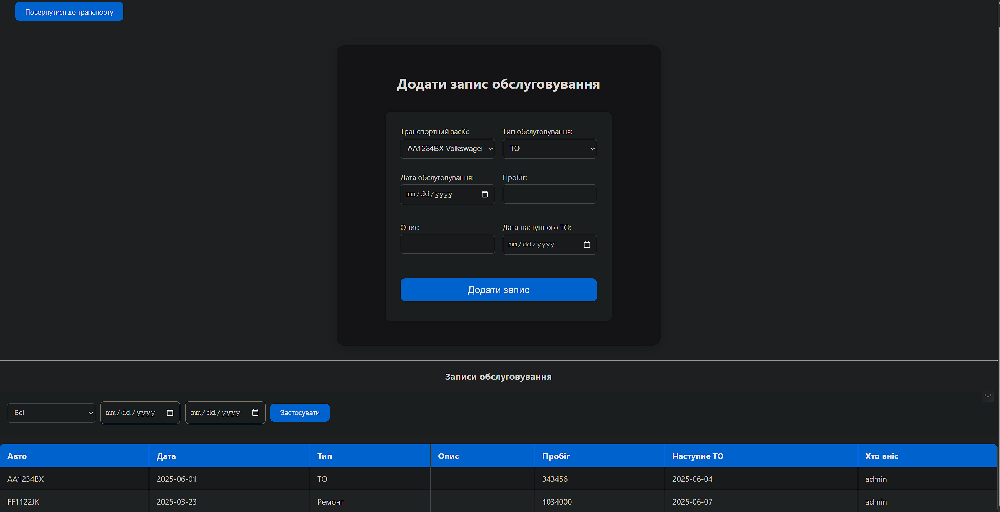 Повернутися до транспорту
Додати запис обслуговування
Транспортний засіб: Тип обслуговування:
AA1234BX Volkswage ТО
Дата обслуговування: Пробіг:
mm/dd/yyyy
Опис: Дата наступного ТО:
mm/dd/yyyy
Додати запис
Записи обслуговування
Всі mm/dd/yyyy mm/dd/yyyy Застосувати
Авто Дата Тип Опис Пробіг Наступне ТО Хто вніс
AA1234BX 2025-06-01 ТО 343456 2025-06-04 admin
FF1122JK 2025-03-23 Ремонт 1034000 2025-06-07 admin